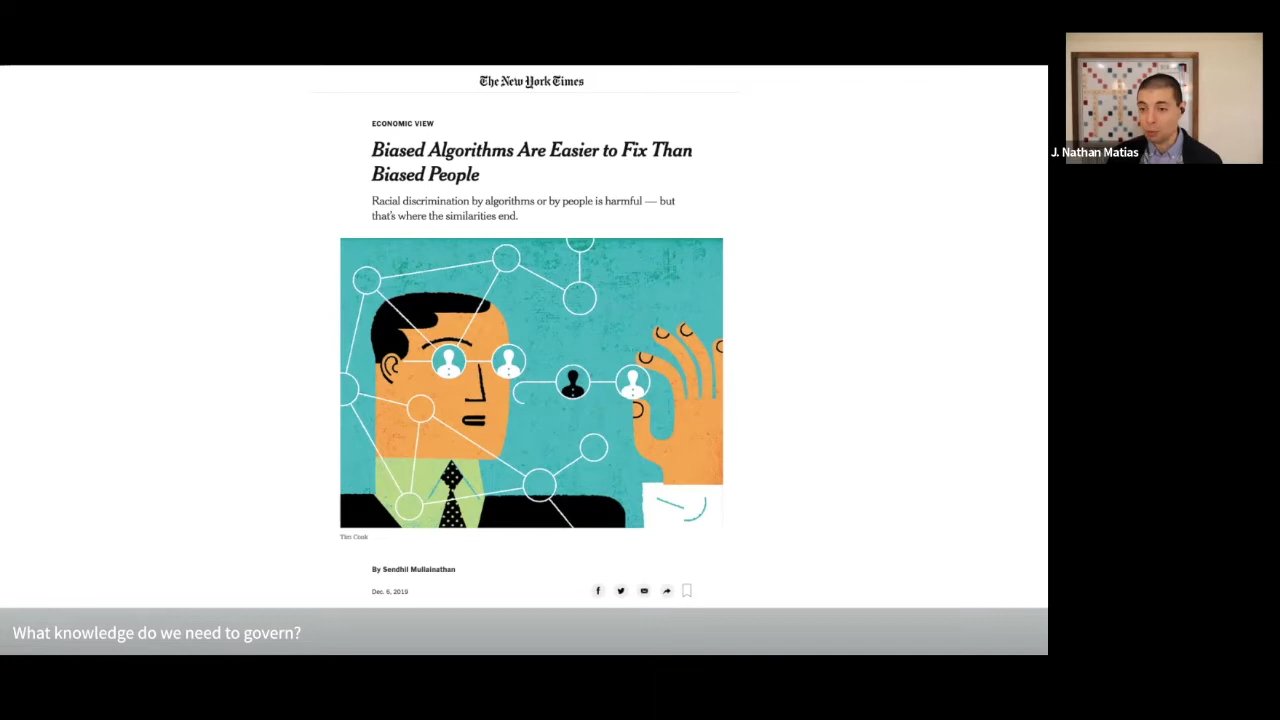 The New York Times
ECONOMIC VIEW
Biased Algorithms Are Easier to Fix Than
Biased People
Racial discrimination by algorithms or by people is harmful — but
that's where the similarities end.
Tim Cook
By Sendhil Mullainathan
Dec. 6, 2019
What knowledge do we need to govern?
J. Nathan Matias